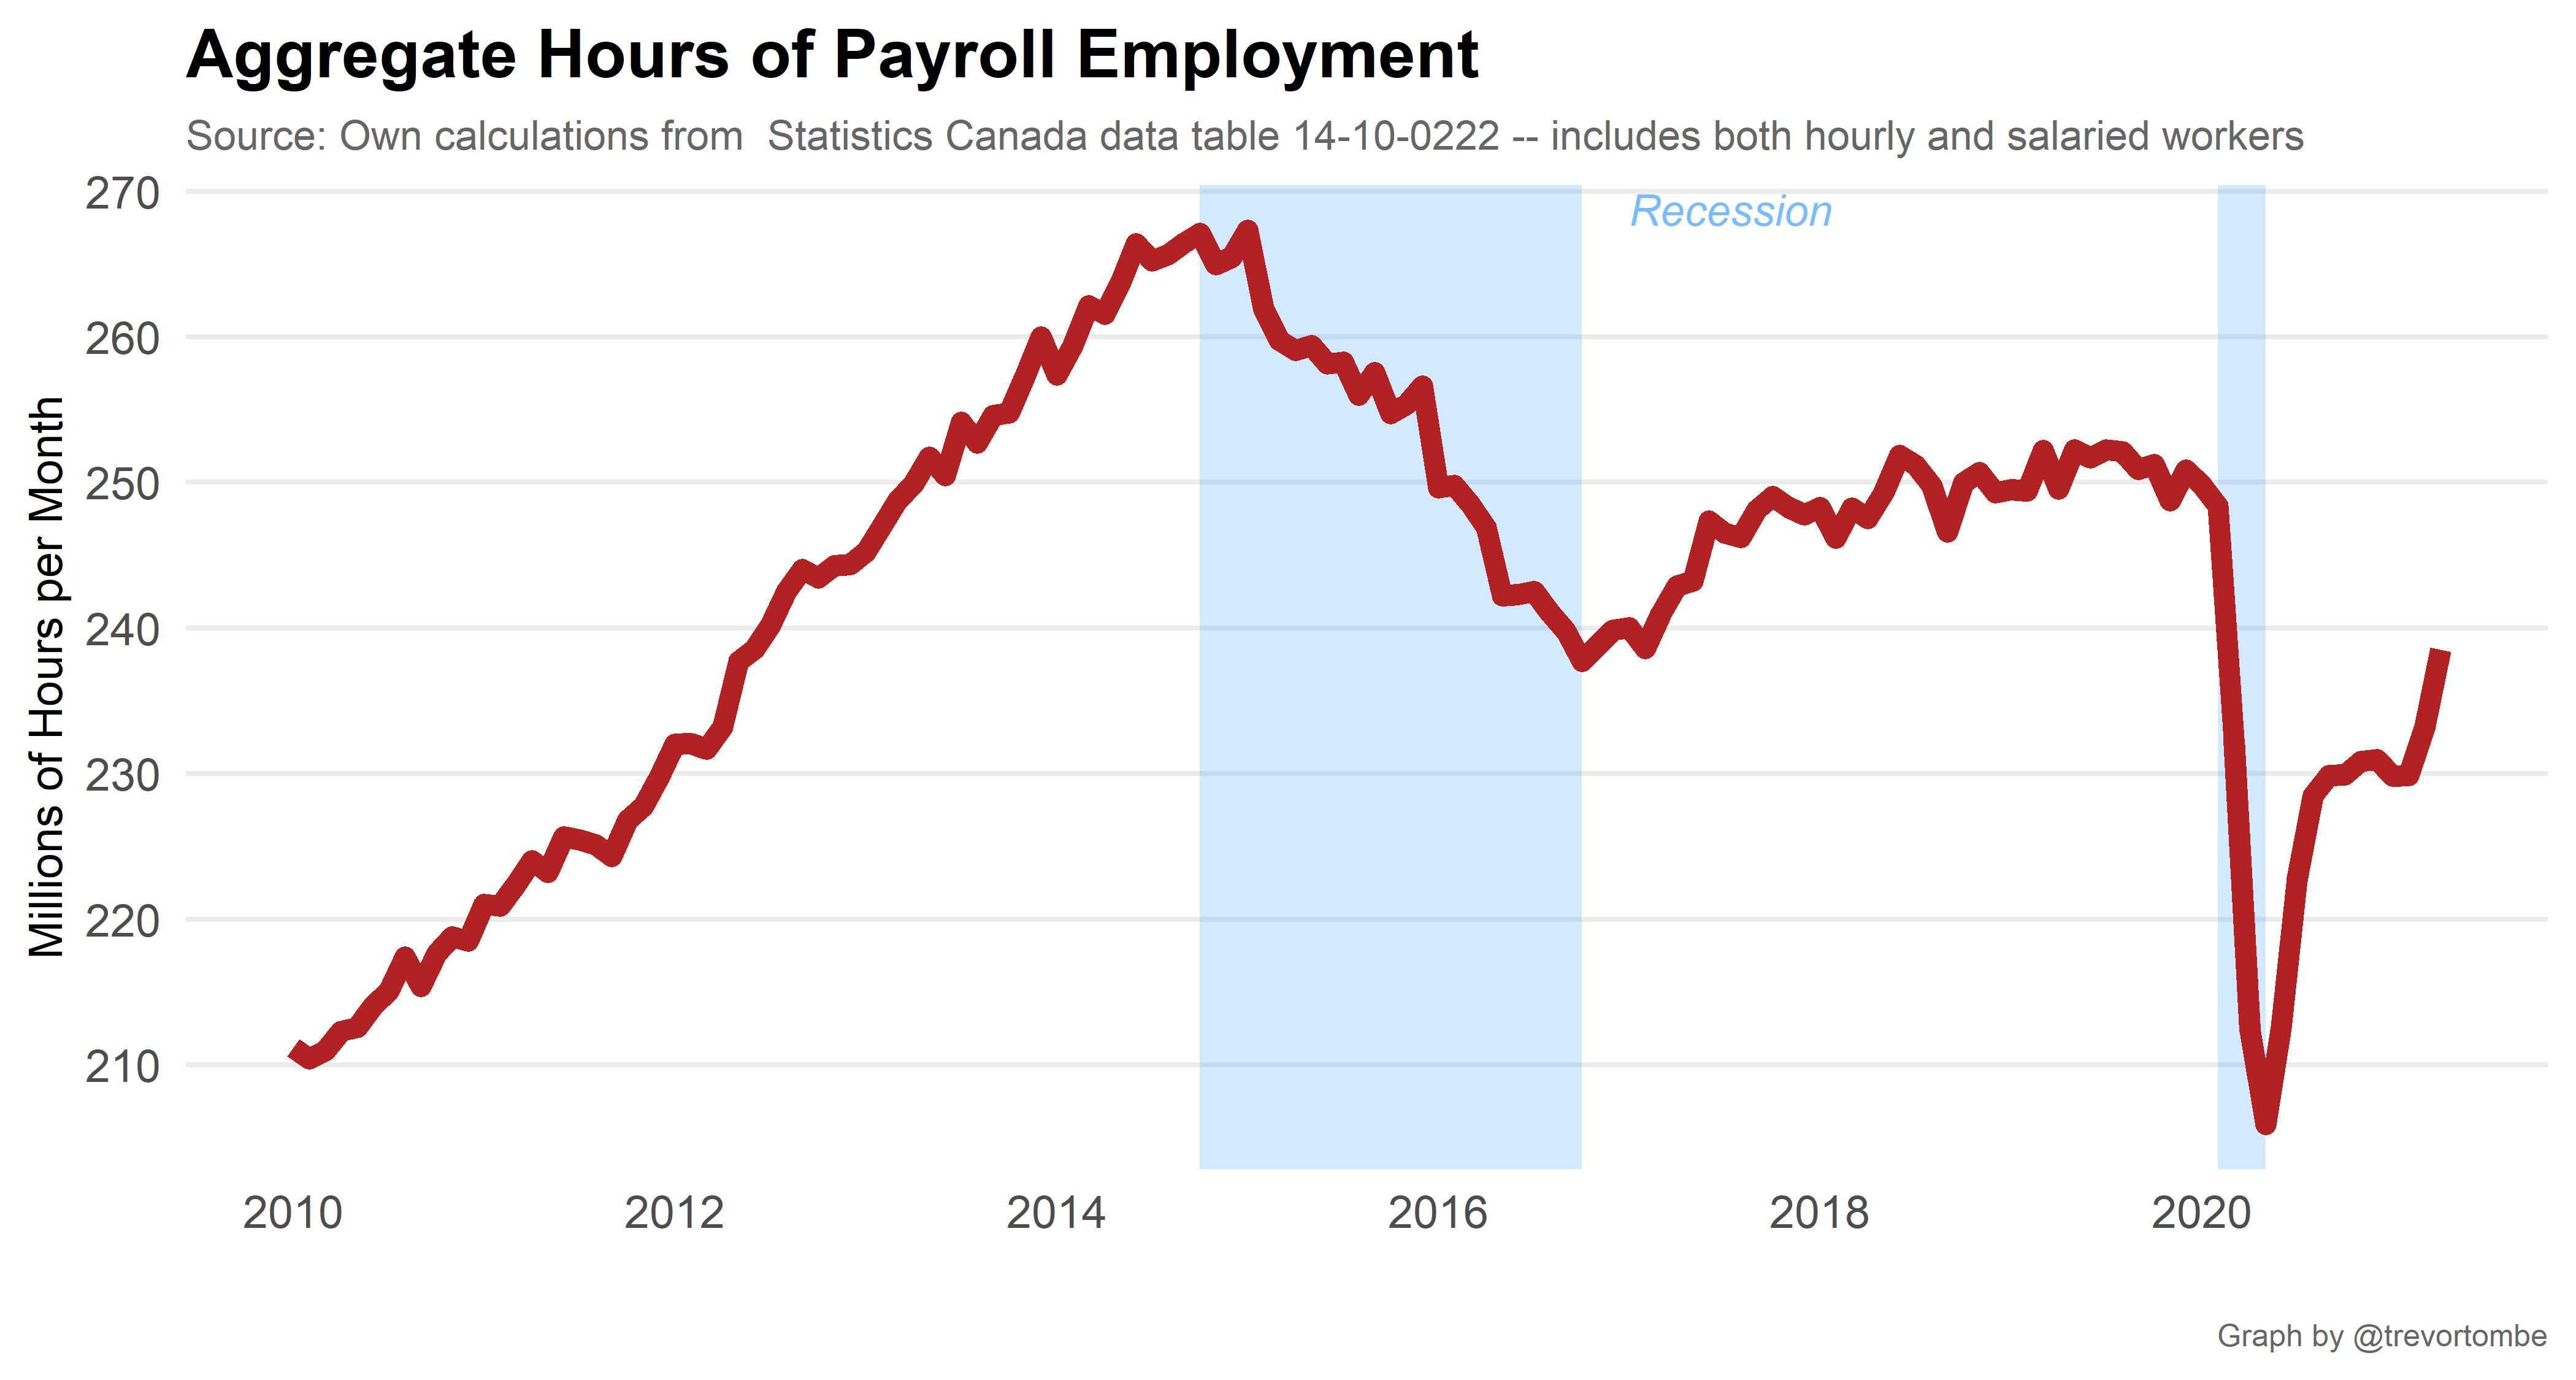 Aggregate Hours of Payroll Employment
Source: Own calculations from  Statistics Canada data table 14-10-0222 -- includes both hourly and salaried workers
Millions of Hours per Month
270
260
250
240
230
220
210
Recession
2010 2012 2014 2016 2018 2020
Graph by @trevortombe